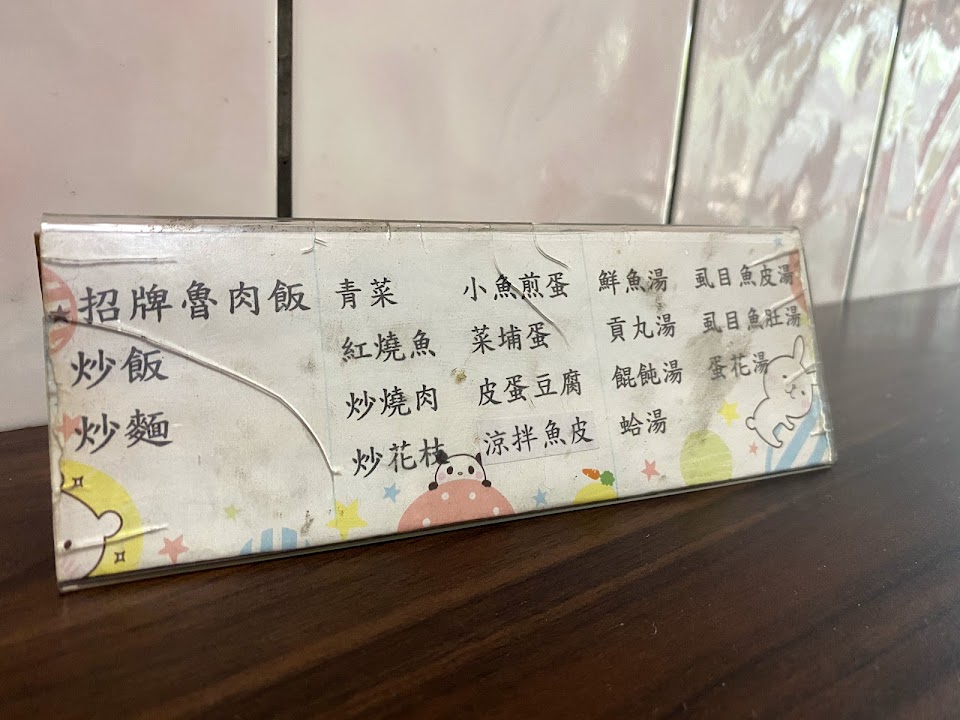 招牌魯肉飯
炒飯
炒麵
青菜
紅燒魚
炒燒肉
炒花枝
小魚煎蛋
菜埔蛋
皮蛋豆腐
涼拌魚皮
鮮魚湯
貢丸湯
餛飩湯
蛤湯
虱目魚皮湯
虱目魚肚湯
蛋花湯